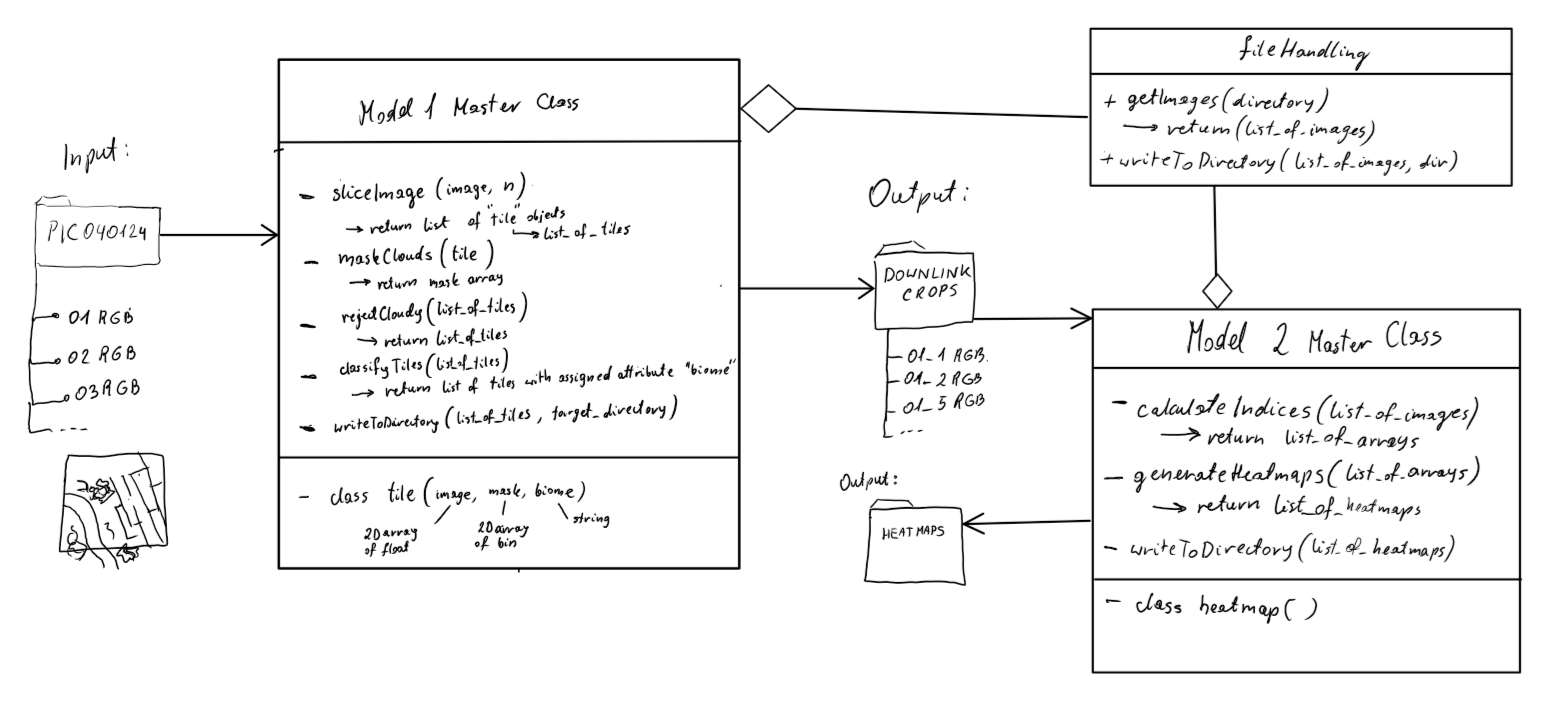 Input:
PIC040124
01 RGB
02 RGB
03 RGB
Model 1 Master Class
- sliceImage (image, n)
→ return list of "tile" objects
→ list_of_tiles
- maskClouds (tile)
→ return mask array
- rejectCloudy (list_of_tiles)
→ return list_of_tiles
- classifyTiles (list_of_tiles)
→ return list of tiles with assigned attribute "biome"
- writeToDirectory (list_of_tiles, target_directory)
- class tile (image, mask, biome)
2D array
of float
2D array
of bin
string
fileHandling
+ getImages (directory)
→ return (list_of_images)
+ writeToDirectory (list_of_images, dir)
Output:
DOWNLINK
CROPS
01_1 RGB.
01_2 RGB
01_5 RGB
Output:
HEATMAPS
Model 2 Master Class
- calculateIndices (list_of_images)
→ return list_of_arrays
- generateHeatmaps (list_of_arrays)
→ return list_of_heatmaps
- writeToDirectory (list_of_heatmaps)
- class heatmap ( )